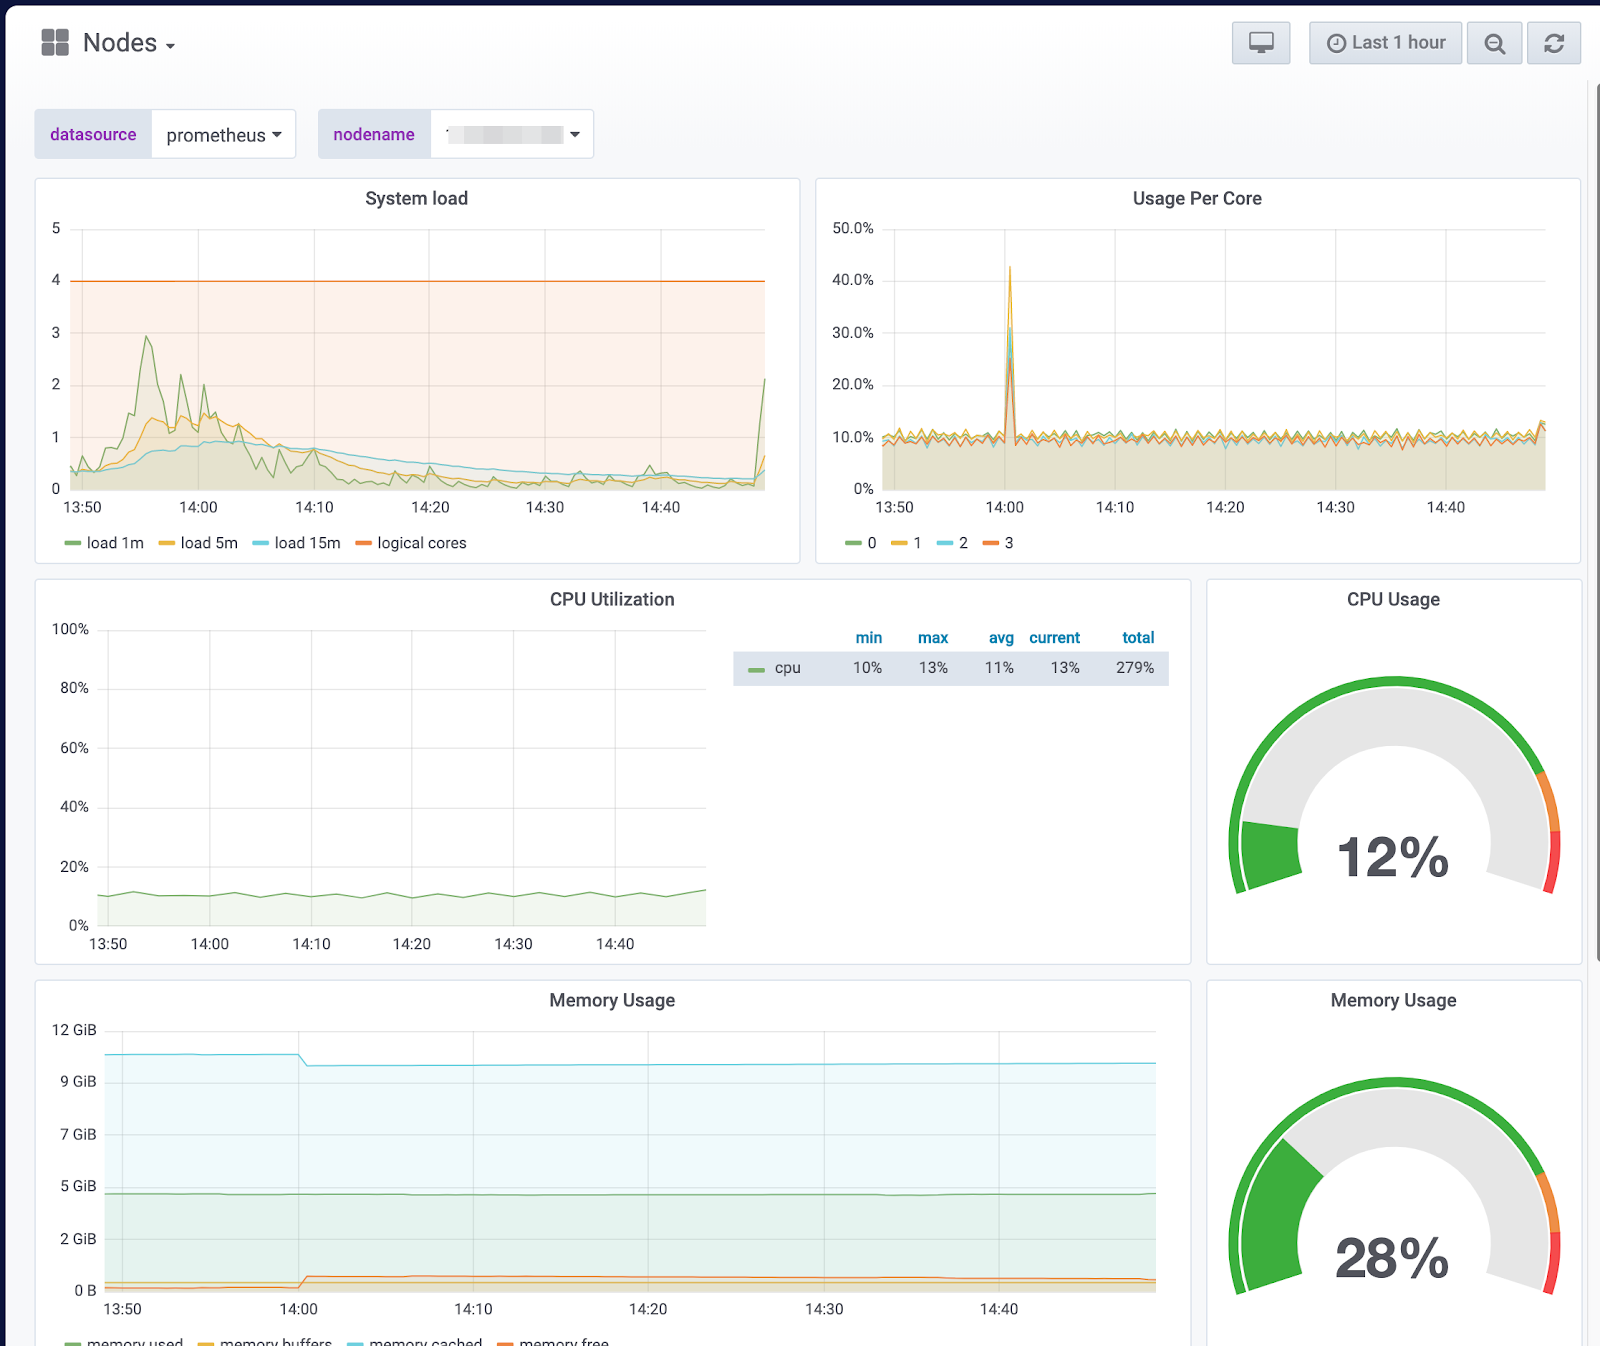 Nodes
Last 1 hour
datasource prometheus nodename
System load
5
4
3
2
1
0
13:50 14:00 14:10 14:20 14:30 14:40
load 1m load 5m load 15m logical cores
Usage Per Core
50.0%
40.0%
30.0%
20.0%
10.0%
0%
13:50 14:00 14:10 14:20 14:30 14:40
0 1 2 3
CPU Utilization
100%
80%
60%
40%
20%
0%
13:50 14:00 14:10 14:20 14:30 14:40
min max avg current total
cpu 10% 13% 11% 13% 279%
CPU Usage
12%
Memory Usage
12 GiB
9 GiB
7 GiB
5 GiB
2 GiB
0 B
13:50 14:00 14:10 14:20 14:30 14:40
memory used memory buffers memory cached memory free
Memory Usage
28%